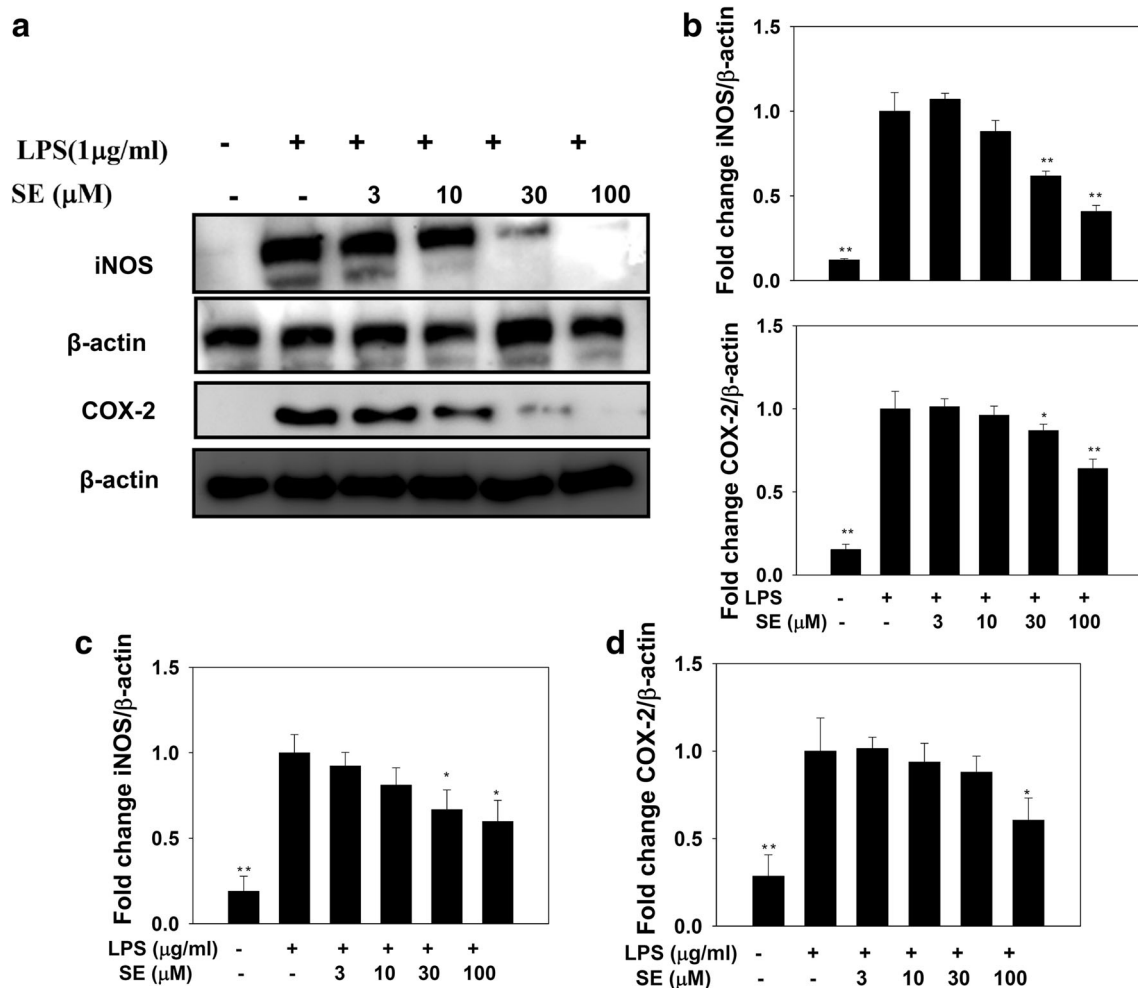 a
LPS(1μg/ml) - + + + + +
SE (μM) - - 3 10 30 100
iNOS
β-actin
COX-2
β-actin
b
Fold change iNOS/β-actin
1.5
1.0
0.5
0.0
**
**
**
Fold change COX-2/β-actin
1.5
1.0
0.5
0.0
**
*
**
LPS - + + + + +
SE (μM) - - 3 10 30 100
c
Fold change iNOS/β-actin
1.5
1.0
0.5
0.0
**
*
*
LPS (μg/ml) - + + + + +
SE (μM) - - 3 10 30 100
d
Fold change COX-2/β-actin
1.5
1.0
0.5
0.0
**
*
LPS (μg/ml) - + + + + +
SE (μM) - - 3 10 30 100